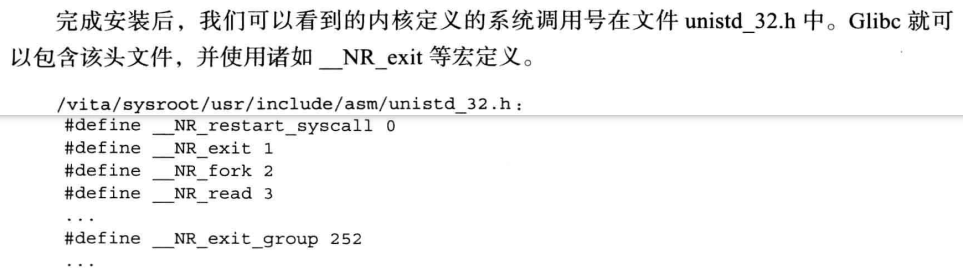 完成安装后，我们可以看到的内核定义的系统调用号在文件 unistd_32.h 中。Glibc 就可
以包含该头文件，并使用诸如 __NR_exit 等宏定义。
/vita/sysroot/usr/include/asm/unistd_32.h：
#define __NR_restart_syscall 0
#define __NR_exit 1
#define __NR_fork 2
#define __NR_read 3
...
#define __NR_exit_group 252
...